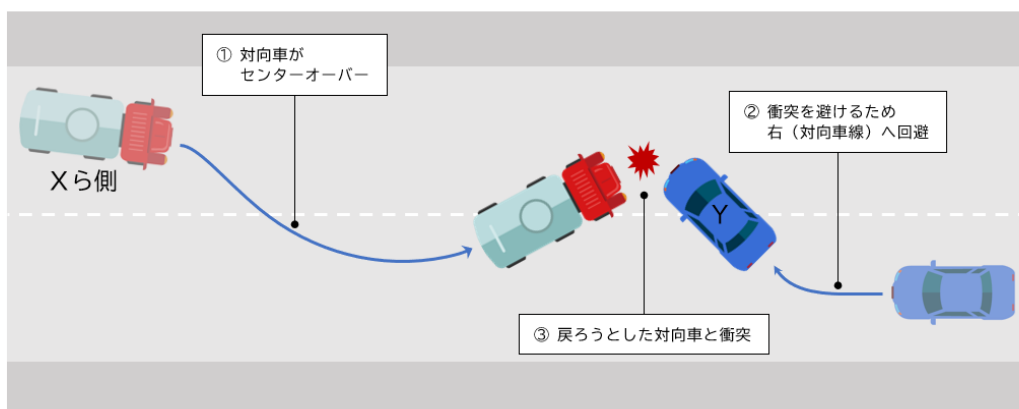 ① 対向車が
センターオーバー
② 衝突を避けるため
右（対向車線）へ回避
Xら側
Y
③ 戻ろうとした対向車と衝突